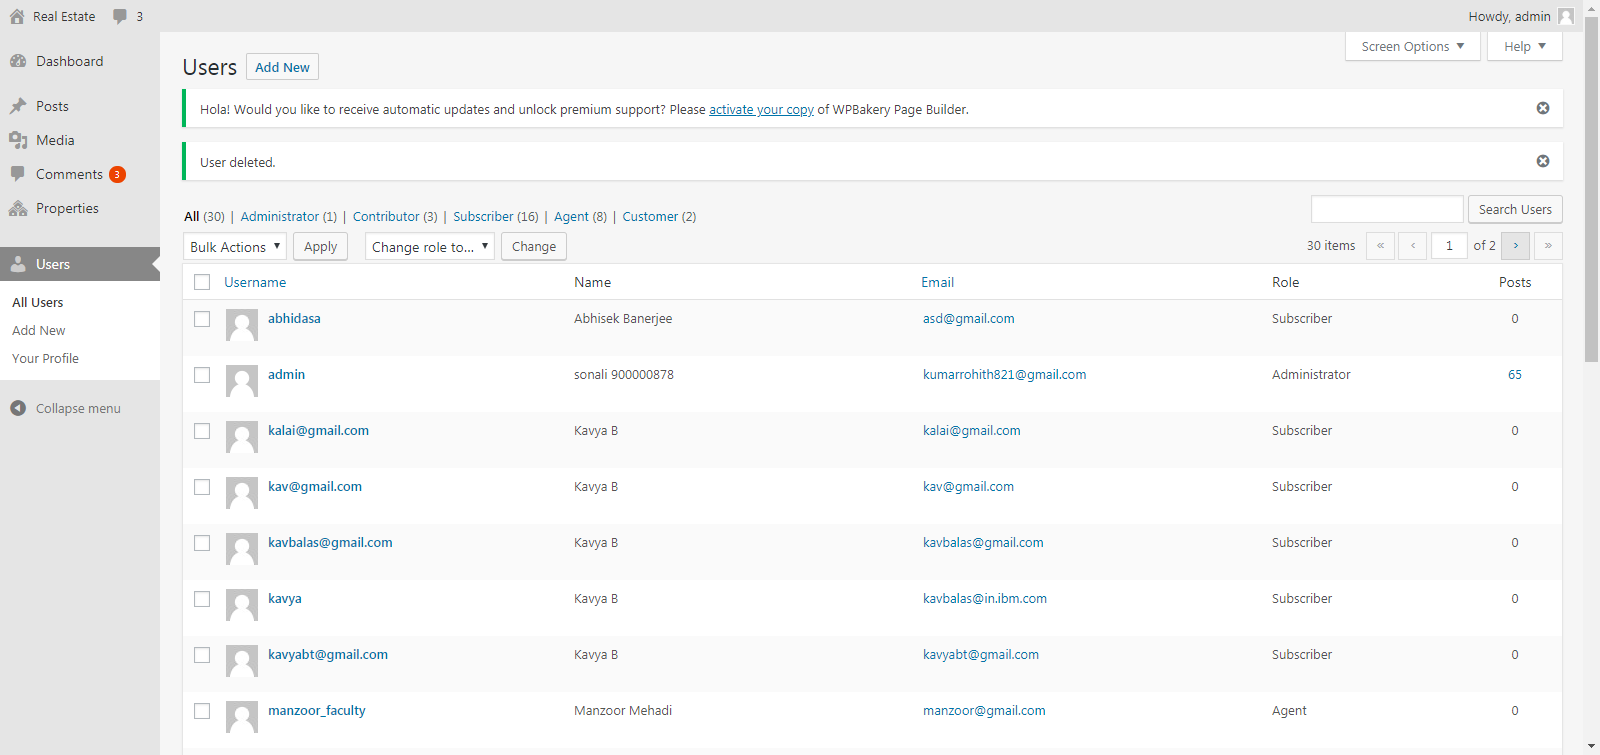 Real Estate 3 Howdy, admin
Screen Options Help
Dashboard
Posts
Media
Comments 3
Properties
Users
All Users
Add New
Your Profile
Collapse menu
Users Add New
Hola! Would you like to receive automatic updates and unlock premium support? Please activate your copy of WPBakery Page Builder.
User deleted.
All (30) | Administrator (1) | Contributor (3) | Subscriber (16) | Agent (8) | Customer (2)
Search Users
Bulk Actions Apply Change role to... Change 30 items « ‹ 1 of 2 › »
Username Name Email Role Posts
abhidasa Abhisek Banerjee asd@gmail.com Subscriber 0
admin sonali 900000878 kumarrohith821@gmail.com Administrator 65
kalai@gmail.com Kavya B kalai@gmail.com Subscriber 0
kav@gmail.com Kavya B kav@gmail.com Subscriber 0
kavbalas@gmail.com Kavya B kavbalas@gmail.com Subscriber 0
kavya Kavya B kavbalas@in.ibm.com Subscriber 0
kavyabt@gmail.com Kavya B kavyabt@gmail.com Subscriber 0
manzoor_faculty Manzoor Mehadi manzoor@gmail.com Agent 0